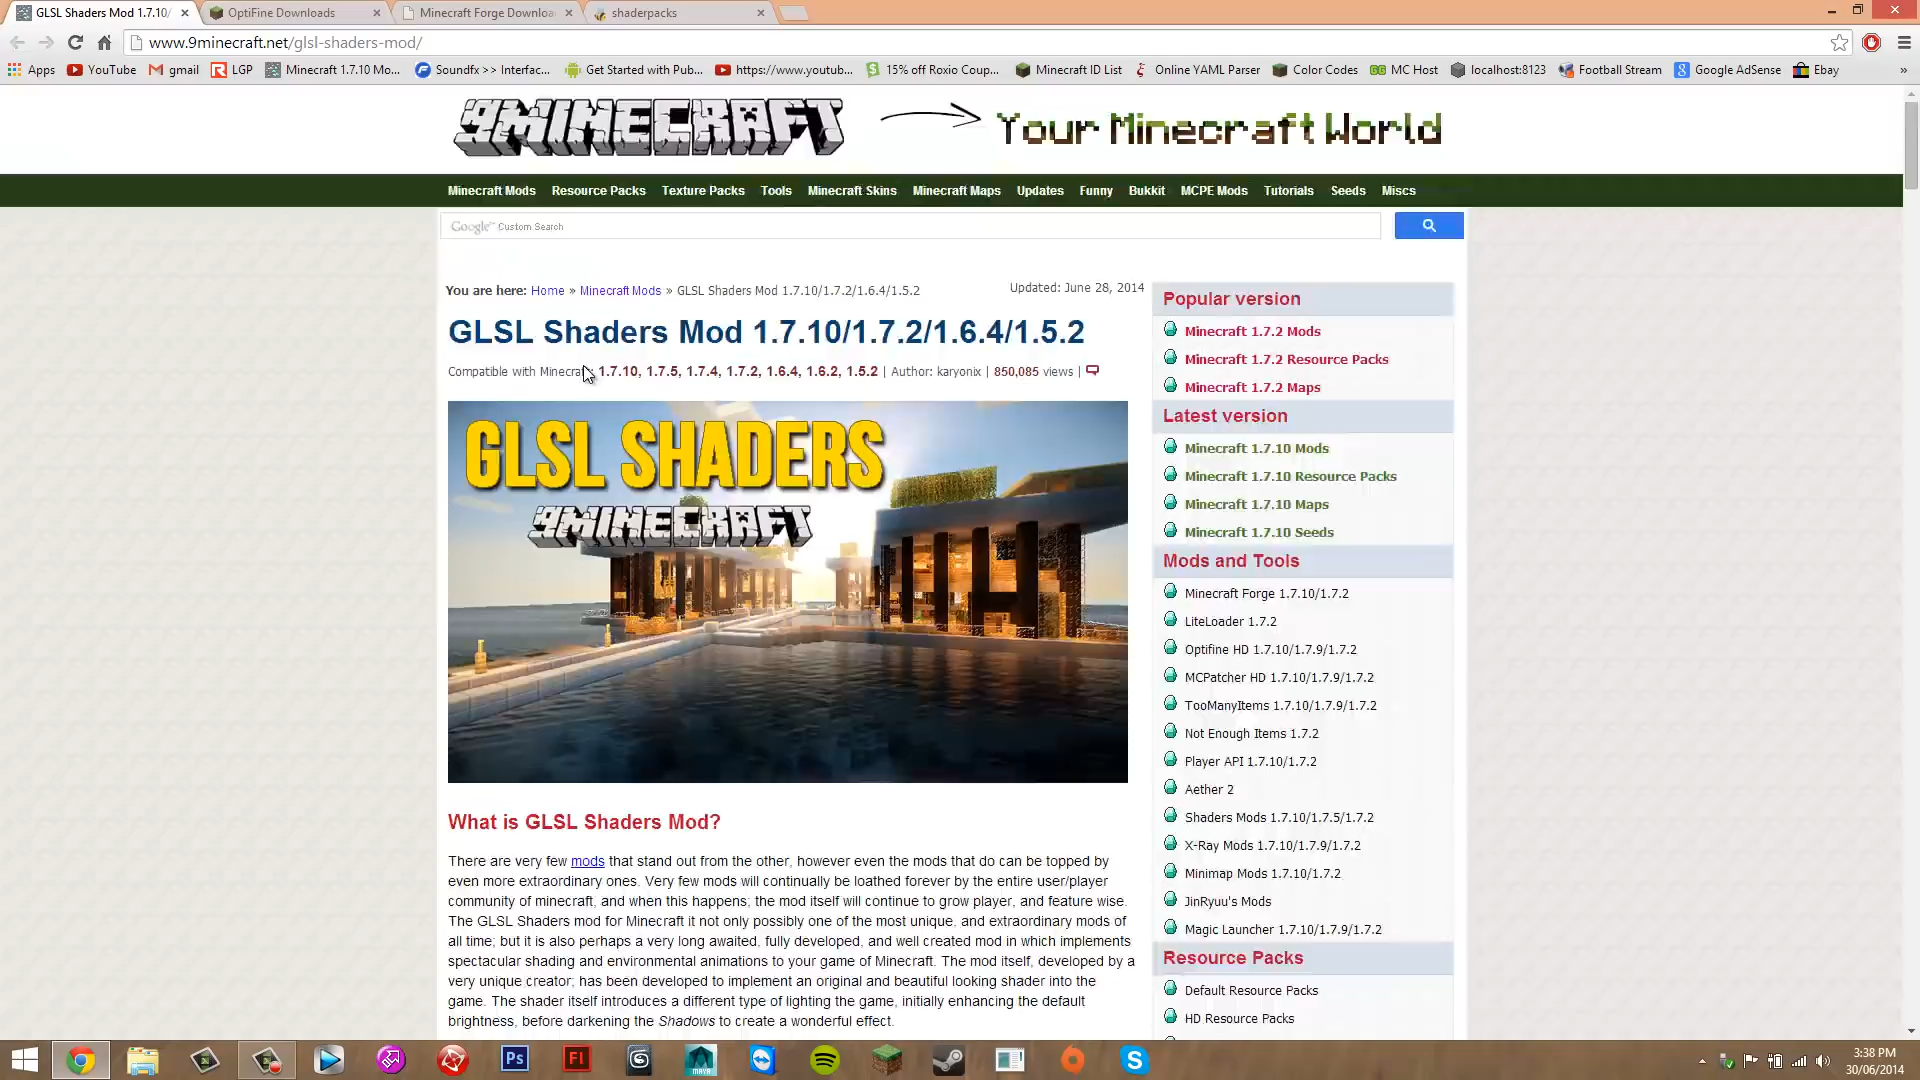 GLSL Shaders Mod 1.7.10/
OptiFine Downloads
Minecraft Forge Downloa
shaderpacks
www.9minecraft.net/glsl-shaders-mod/
Apps
YouTube
gmail
LGP
Minecraft 1.7.10 Mo...
Soundfx >> Interfac...
Get Started with Pub...
https://www.youtub...
15% off Roxio Coup...
Minecraft ID List
Online YAML Parser
Color Codes
MC Host
localhost:8123
Football Stream
Google AdSense
Ebay
»
9MINECRAFT
Your Minecraft World
Minecraft Mods
Resource Packs
Texture Packs
Tools
Minecraft Skins
Minecraft Maps
Updates
Funny
Bukkit
MCPE Mods
Tutorials
Seeds
Miscs
Google™ Custom Search
You are here: Home » Minecraft Mods » GLSL Shaders Mod 1.7.10/1.7.2/1.6.4/1.5.2
Updated: June 28, 2014
GLSL Shaders Mod 1.7.10/1.7.2/1.6.4/1.5.2
Compatible with Minecraft: 1.7.10, 1.7.5, 1.7.4, 1.7.2, 1.6.4, 1.6.2, 1.5.2 | Author: karyonix | 850,085 views |
GLSL SHADERS
9MINECRAFT
What is GLSL Shaders Mod?
There are very few mods that stand out from the other, however even the mods that do can be topped by
even more extraordinary ones. Very few mods will continually be loathed forever by the entire user/player
community of minecraft, and when this happens; the mod itself will continue to grow player, and feature wise.
The GLSL Shaders mod for Minecraft it not only possibly one of the most unique, and extraordinary mods of
all time; but it is also perhaps a very long awaited, fully developed, and well created mod in which implements
spectacular shading and environmental animations to your game of Minecraft. The mod itself, developed by a
very unique creator; has been developed to implement an original and beautiful looking shader into the
game. The shader itself introduces a different type of lighting the game, initially enhancing the default
brightness, before darkening the Shadows to create a wonderful effect.
Popular version
Minecraft 1.7.2 Mods
Minecraft 1.7.2 Resource Packs
Minecraft 1.7.2 Maps
Latest version
Minecraft 1.7.10 Mods
Minecraft 1.7.10 Resource Packs
Minecraft 1.7.10 Maps
Minecraft 1.7.10 Seeds
Mods and Tools
Minecraft Forge 1.7.10/1.7.2
LiteLoader 1.7.2
Optifine HD 1.7.10/1.7.9/1.7.2
MCPatcher HD 1.7.10/1.7.9/1.7.2
TooManyItems 1.7.10/1.7.9/1.7.2
Not Enough Items 1.7.2
Player API 1.7.10/1.7.2
Aether 2
Shaders Mods 1.7.10/1.7.5/1.7.2
X-Ray Mods 1.7.10/1.7.9/1.7.2
Minimap Mods 1.7.10/1.7.2
JinRyuu's Mods
Magic Launcher 1.7.10/1.7.9/1.7.2
Resource Packs
Default Resource Packs
HD Resource Packs
Ps
Fl
MAYA
3:38 PM
30/06/2014